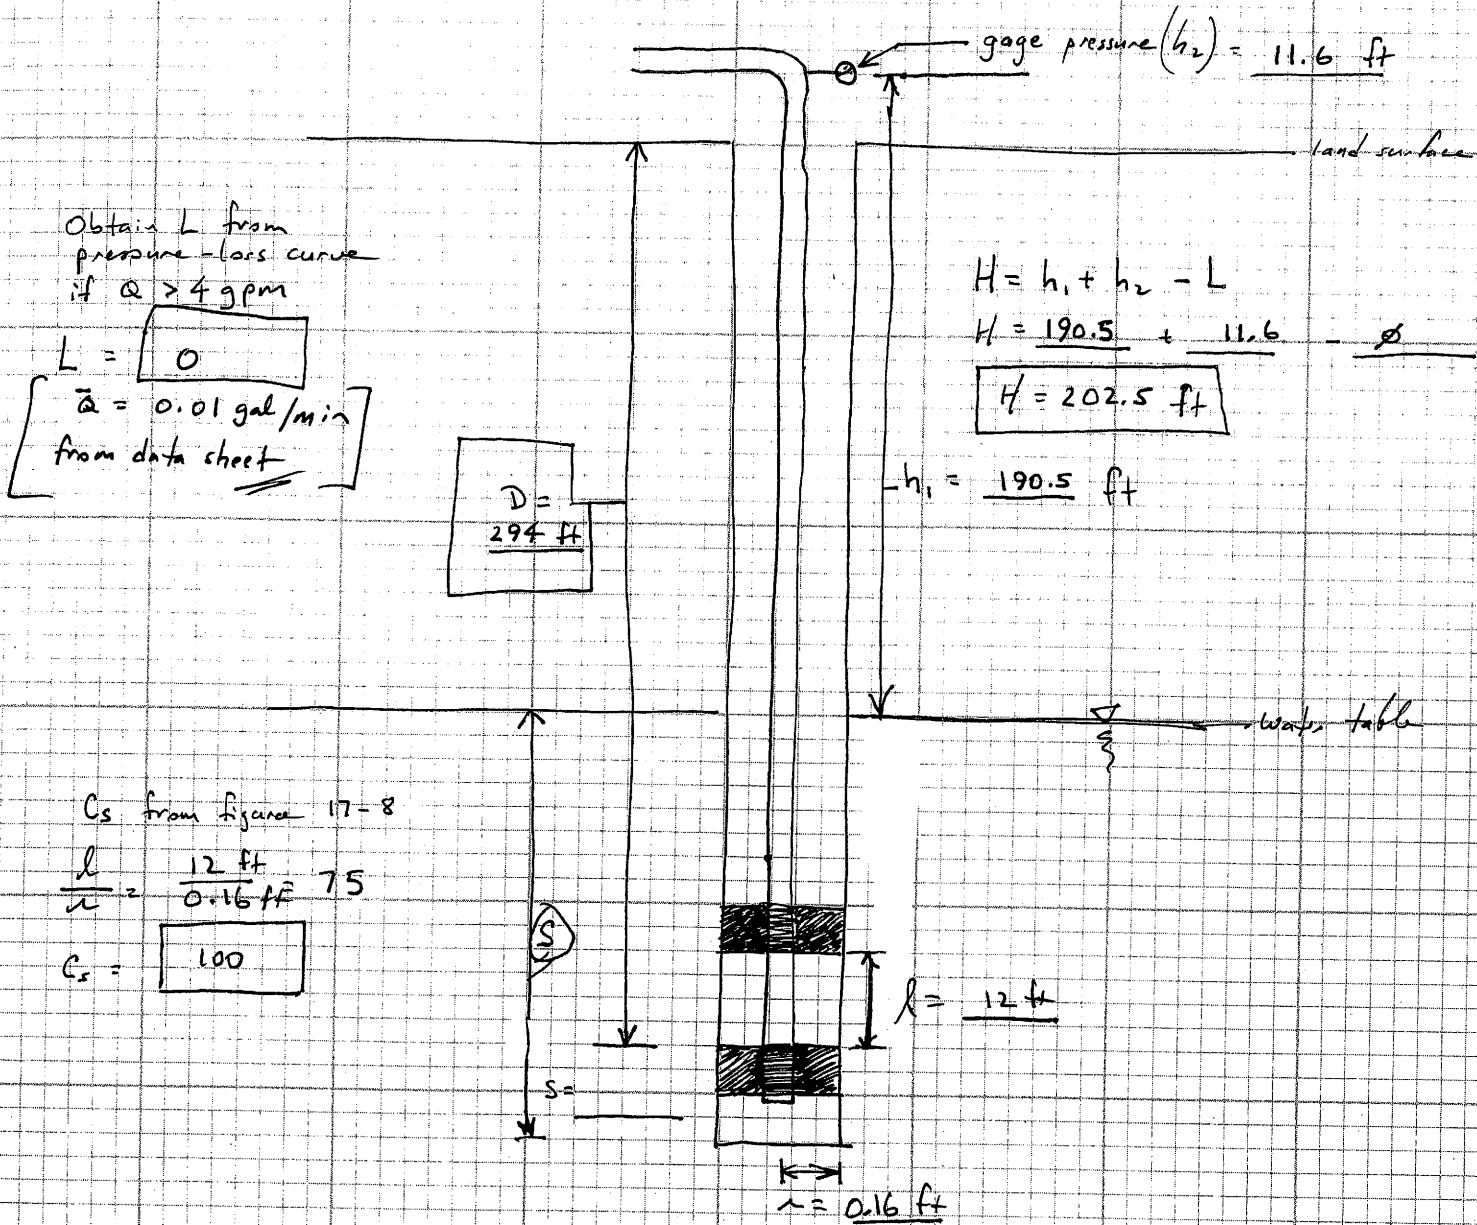 gage pressure (h₂) = 11.6 ft
land surface
Obtain L from
pressure-loss curve
if Q > 4 gpm
L = 0
Q̄ = 0.01 gal/min
from data sheet
H = h₁ + h₂ - L
H = 190.5 + 11.6 - ∅
H = 202.5 ft
D =
294 ft
h₁ = 190.5 ft
water table
Cs from figure 17-8
l/r = 12 ft/0.16 ft = 75
Cs = 100
S
l = 12 ft
S=
r = 0.16 ft